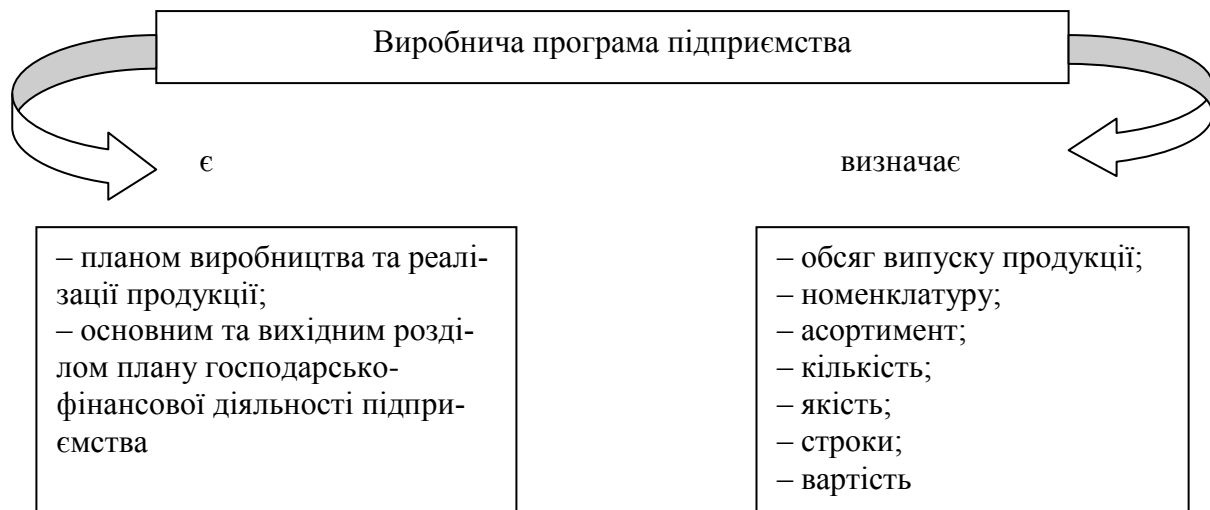 Виробнича програма підприємства
є
визначає
– планом виробництва та реалі-
зації продукції;
– основним та вихідним розді-
лом плану господарсько-
фінансової діяльності підпри-
ємства
– обсяг випуску продукції;
– номенклатуру;
– асортимент;
– кількість;
– якість;
– строки;
– вартість